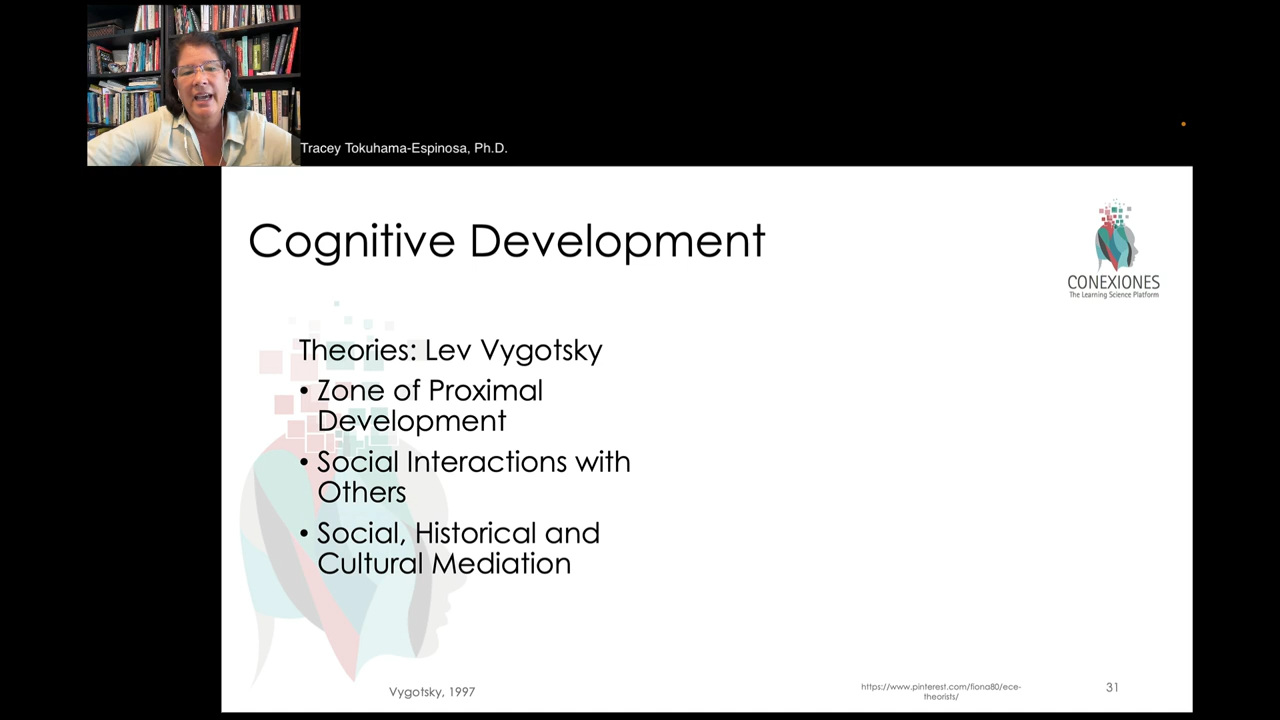 Tracey Tokuhama-Espinosa, Ph.D.
Cognitive Development
CONEXIONES
The Learning Science Platform
Theories: Lev Vygotsky
• Zone of Proximal
Development
• Social Interactions with
Others
• Social, Historical and
Cultural Mediation
Vygotsky, 1997
https://www.pinterest.com/fiona80/ece-
theorists/
31